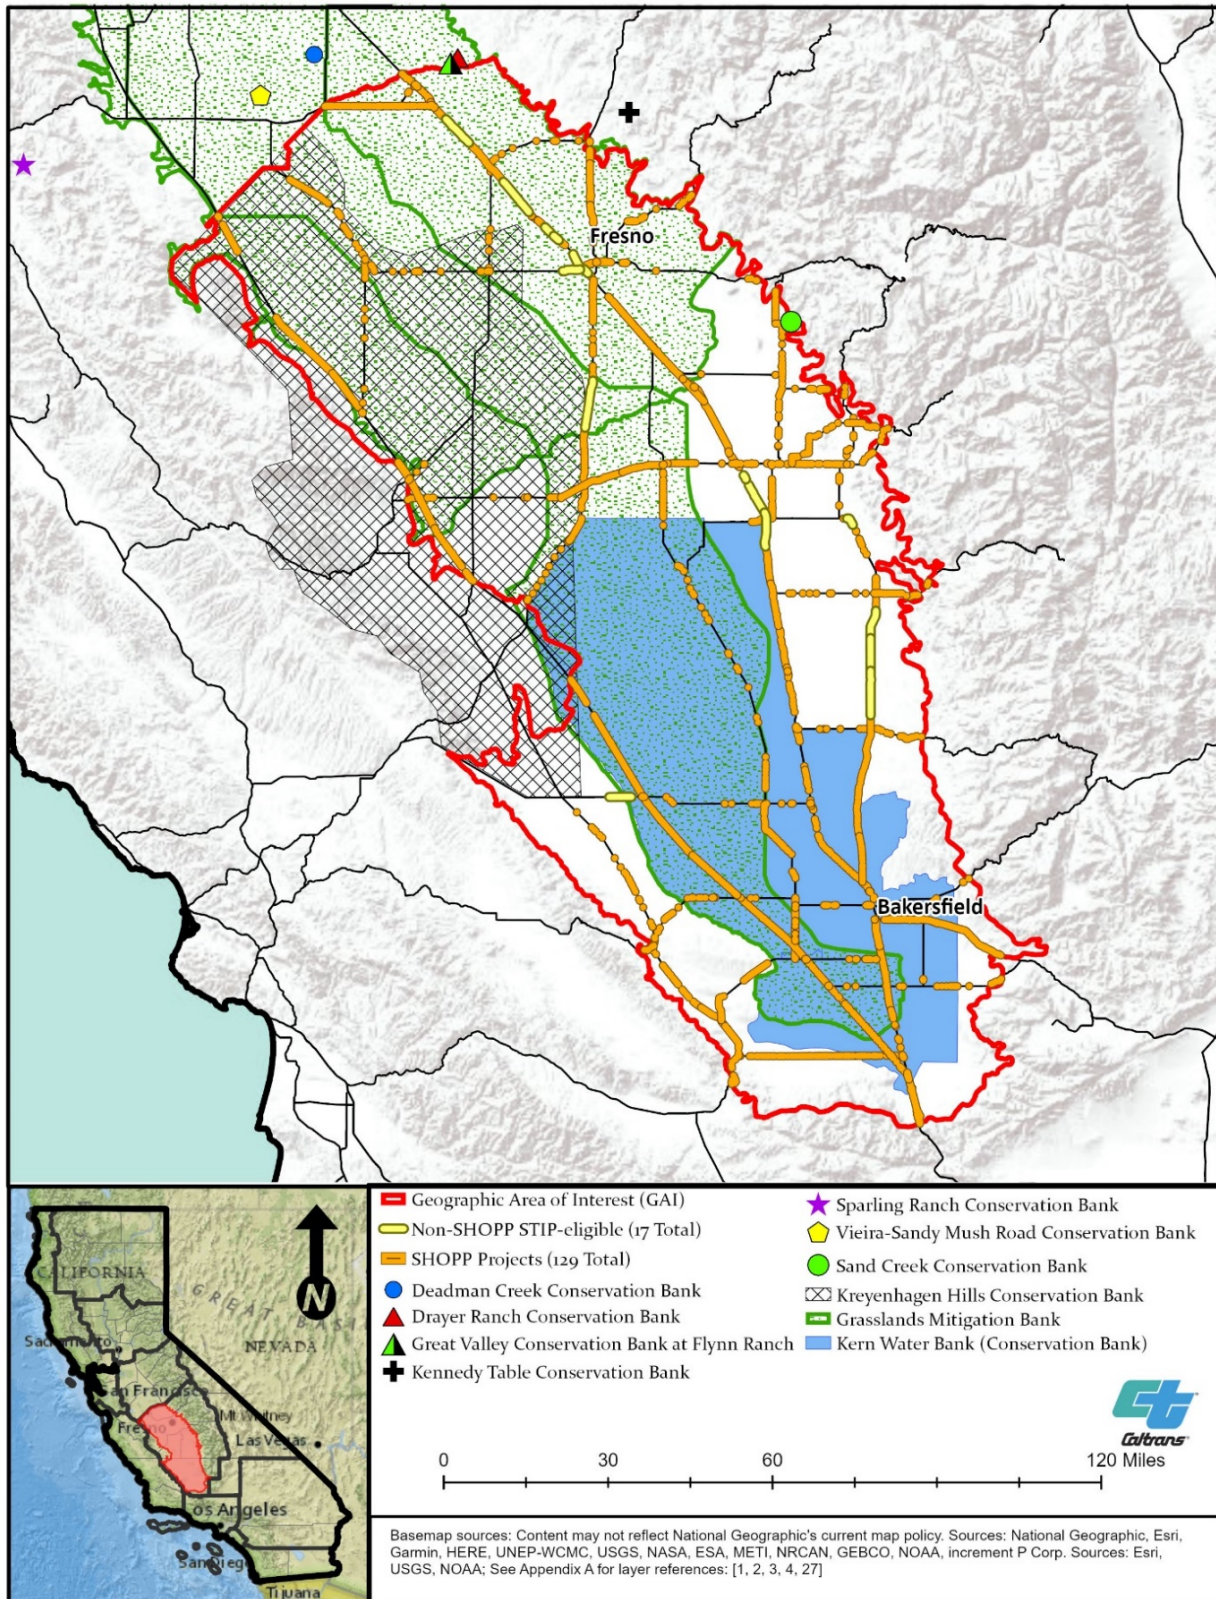 Fresno
Bakersfield
Geographic Area of Interest (GAI)
Non-SHOPP STIP-eligible (17 Total)
SHOPP Projects (129 Total)
Deadman Creek Conservation Bank
Drayer Ranch Conservation Bank
Great Valley Conservation Bank at Flynn Ranch
Kennedy Table Conservation Bank
Sparling Ranch Conservation Bank
Vieira-Sandy Mush Road Conservation Bank
Sand Creek Conservation Bank
Kreyenhagen Hills Conservation Bank
Grasslands Mitigation Bank
Kern Water Bank (Conservation Bank)
Caltrans
0 30 60 120 Miles
Basemap sources: Content may not reflect National Geographic's current map policy. Sources: National Geographic, Esri,
Garmin, HERE, UNEP-WCMC, USGS, NASA, ESA, METI, NRCAN, GEBCO, NOAA, increment P Corp. Sources: Esri,
USGS, NOAA; See Appendix A for layer references: [1, 2, 3, 4, 27]
N
CALIFORNIA
GREAT
NEVADA
Sacramento
San Francisco
Fresno
Mt Whitney
Las Vegas
os Angeles
San Dieg
Tijuana